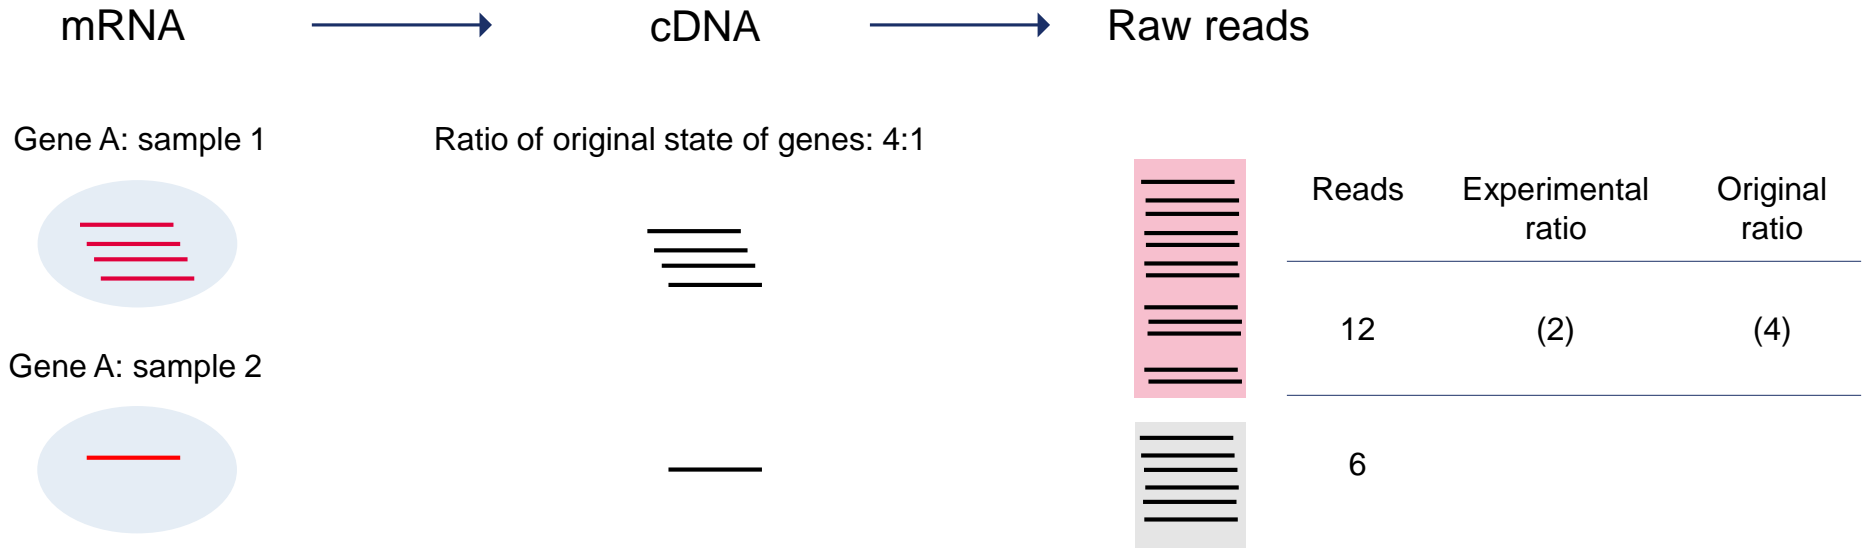 mRNA
cDNA
Raw reads
Gene A: sample 1
Ratio of original state of genes: 4:1
Reads
Experimental
ratio
Original
ratio
12
(2)
(4)
Gene A: sample 2
6